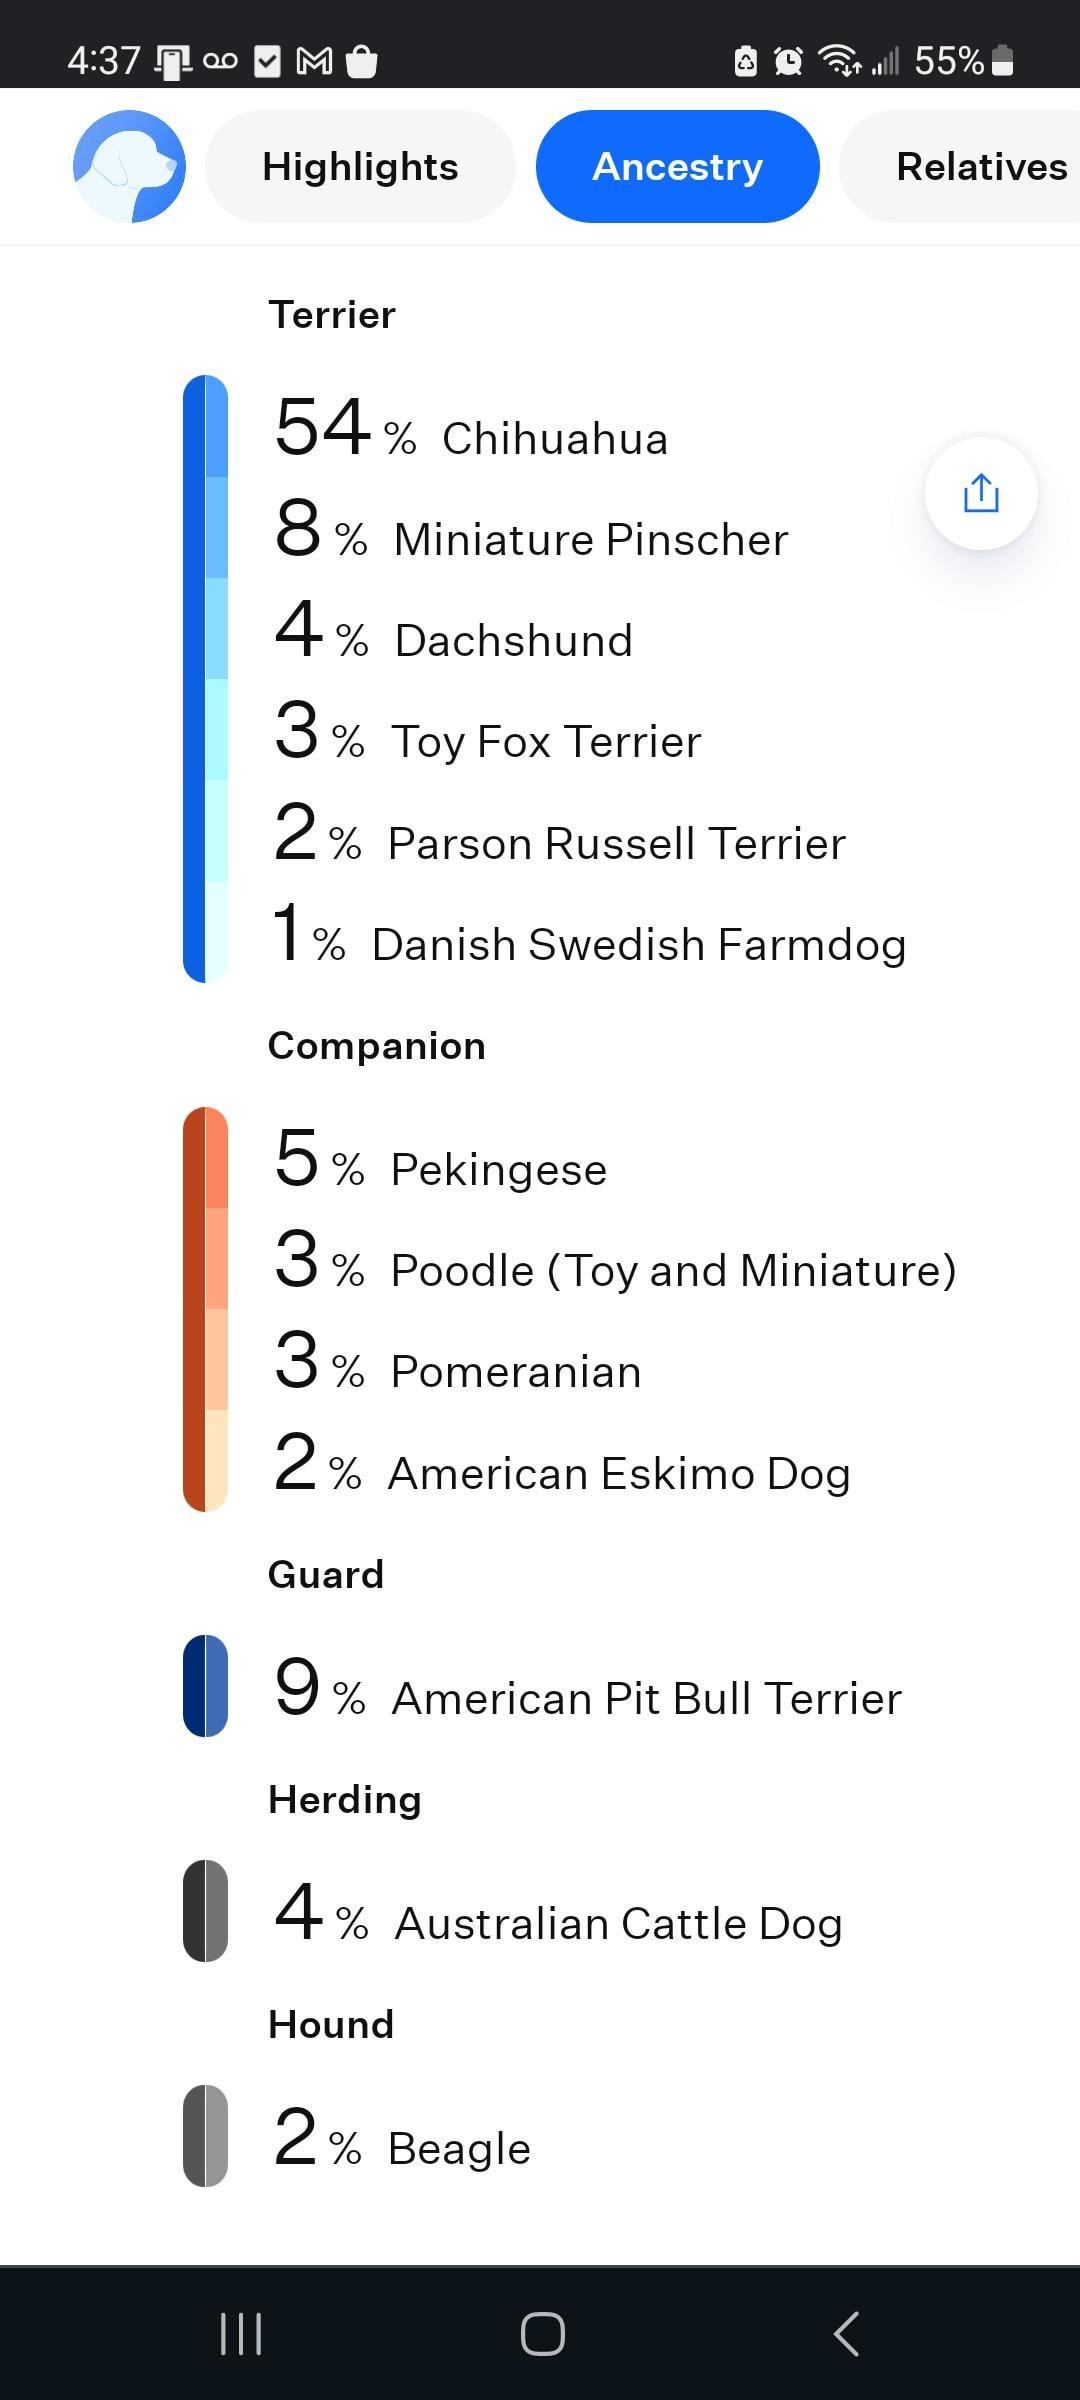 4:37 55%
Highlights Ancestry Relatives
Terrier
54 % Chihuahua
8 % Miniature Pinscher
4 % Dachshund
3 % Toy Fox Terrier
2 % Parson Russell Terrier
1 % Danish Swedish Farmdog
Companion
5 % Pekingese
3 % Poodle (Toy and Miniature)
3 % Pomeranian
2 % American Eskimo Dog
Guard
9 % American Pit Bull Terrier
Herding
4 % Australian Cattle Dog
Hound
2 % Beagle